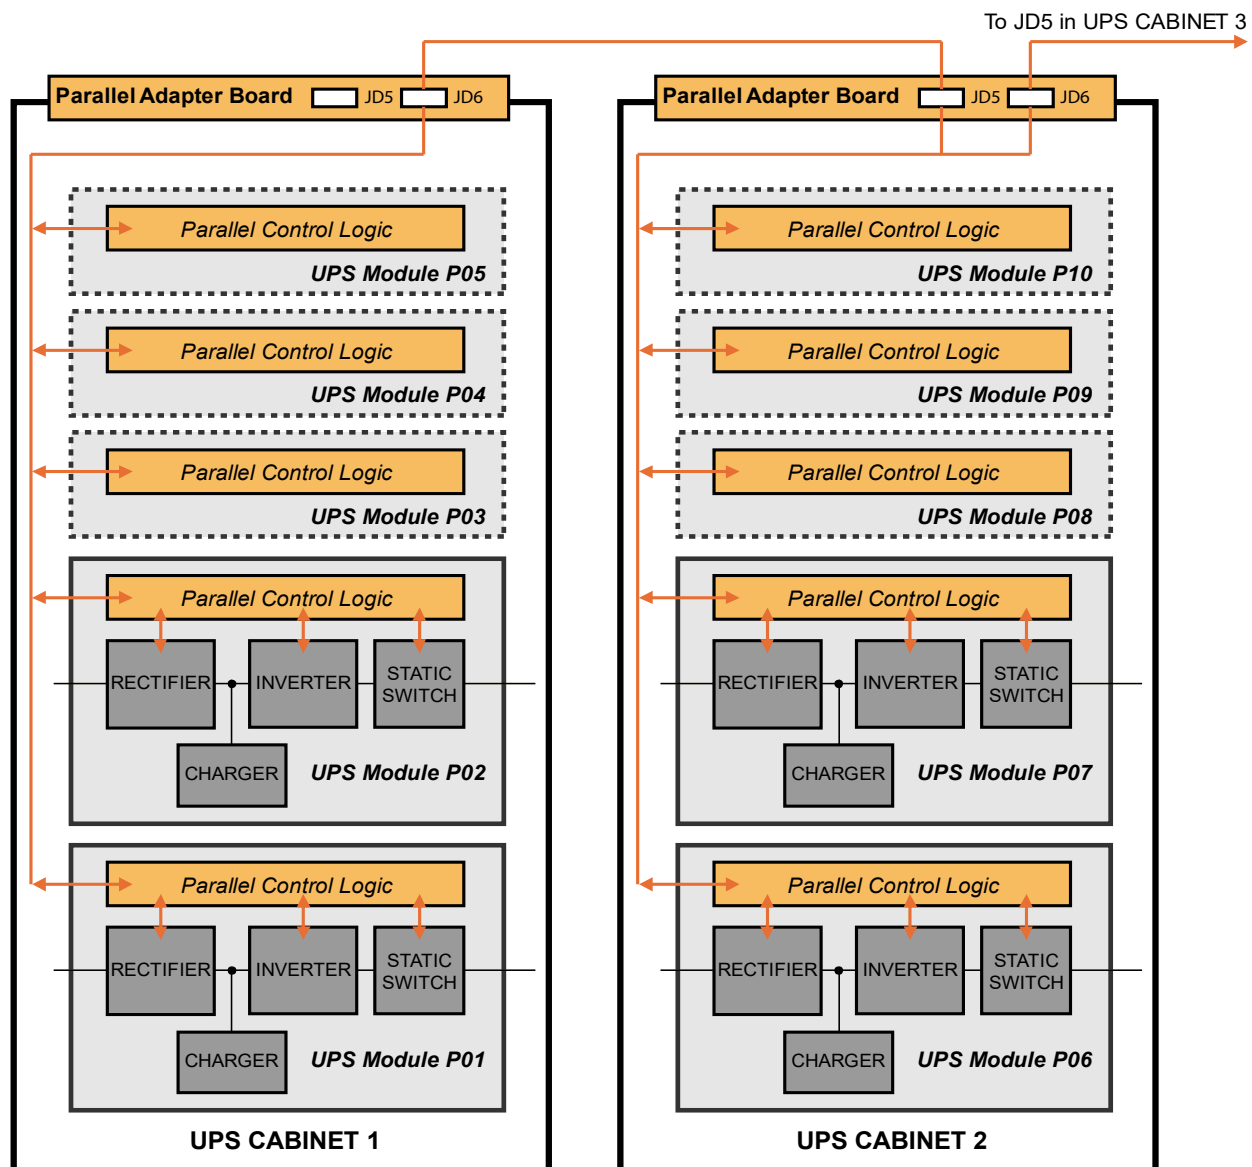 To JD5 in UPS CABINET 3
Parallel Adapter Board JD5 JD6
Parallel Control Logic
UPS Module P05
Parallel Control Logic
UPS Module P04
Parallel Control Logic
UPS Module P03
Parallel Control Logic
RECTIFIER INVERTER STATIC
SWITCH
CHARGER UPS Module P02
Parallel Control Logic
RECTIFIER INVERTER STATIC
SWITCH
CHARGER UPS Module P01
UPS CABINET 1
Parallel Adapter Board JD5 JD6
Parallel Control Logic
UPS Module P10
Parallel Control Logic
UPS Module P09
Parallel Control Logic
UPS Module P08
Parallel Control Logic
RECTIFIER INVERTER STATIC
SWITCH
CHARGER UPS Module P07
Parallel Control Logic
RECTIFIER INVERTER STATIC
SWITCH
CHARGER UPS Module P06
UPS CABINET 2